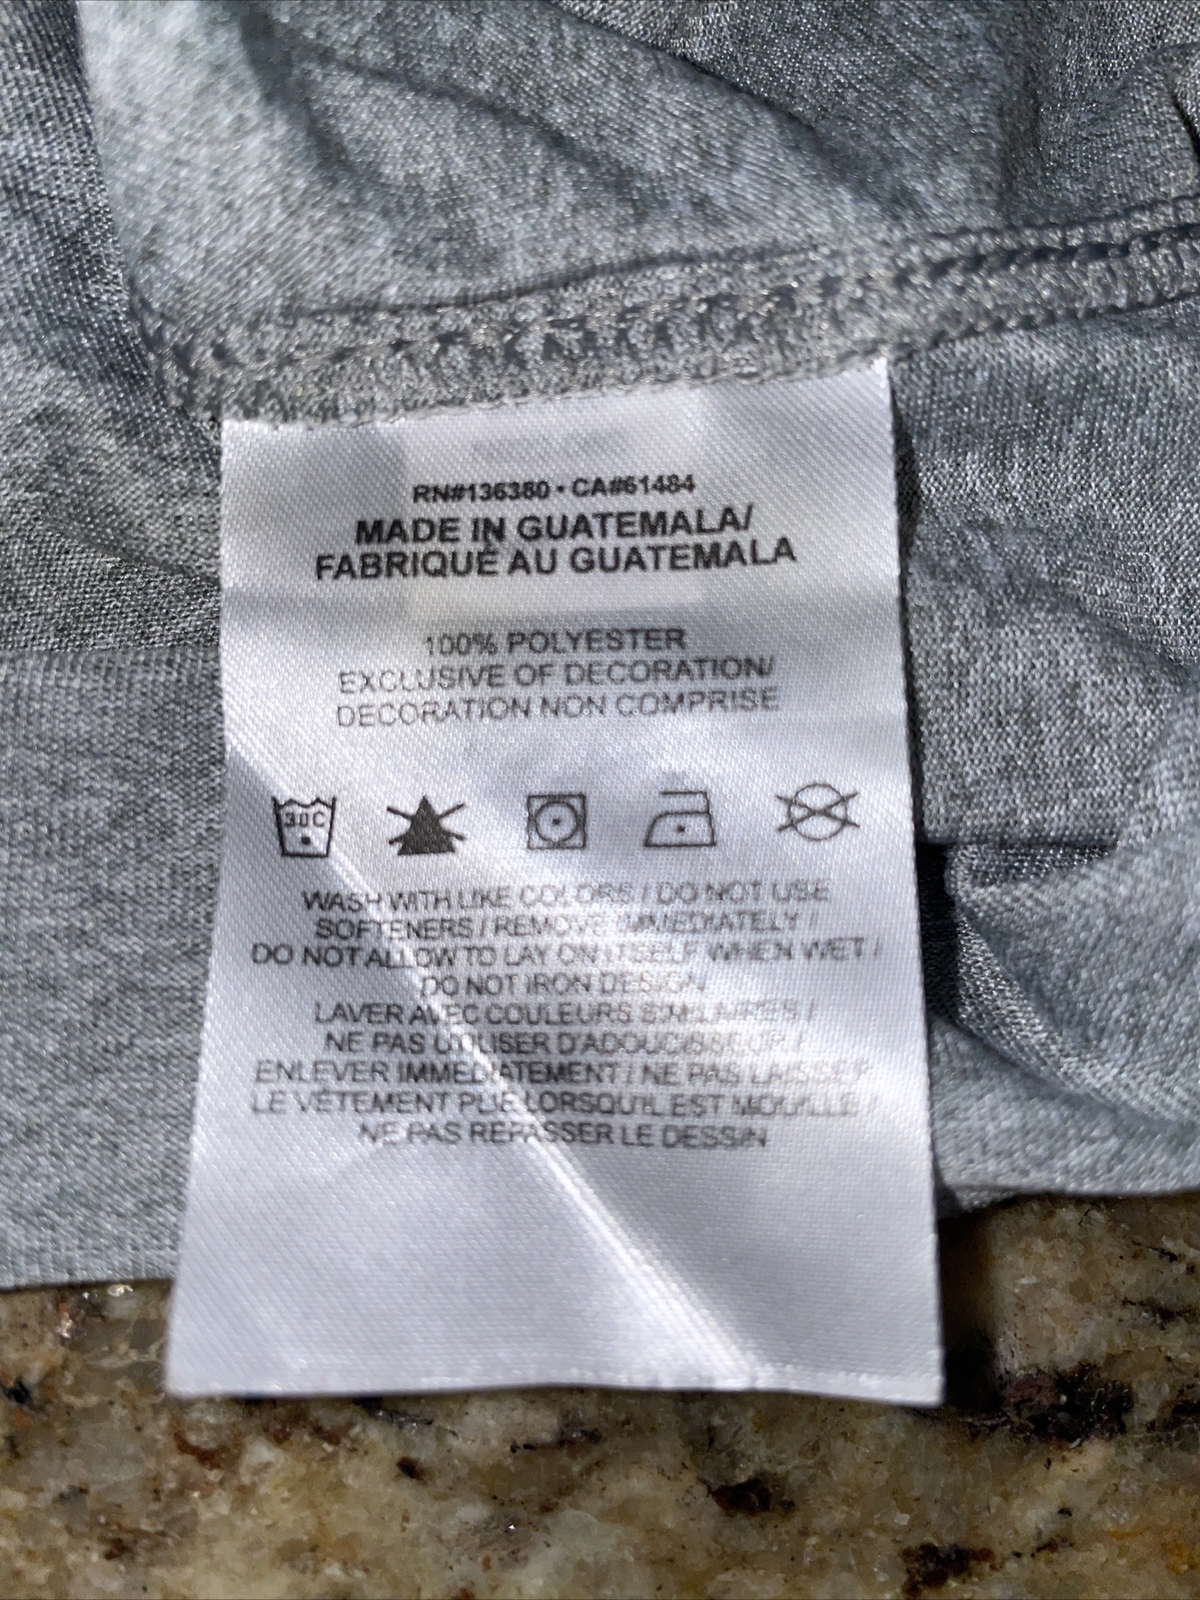 RN#136380 • CA#61484
MADE IN GUATEMALA/
FABRIQUÉ AU GUATEMALA
100% POLYESTER
EXCLUSIVE OF DECORATION/
DECORATION NON COMPRISE
30C
WASH WITH LIKE COLORS / DO NOT USE
SOFTENERS / REMOVE IMMEDIATELY /
DO NOT ALLOW TO LAY ON ITSELF WHEN WET /
DO NOT IRON DESIGN
LAVER AVEC COULEURS SIMILAIRES /
NE PAS UTILISER D'ADOUCISSEUR /
ENLEVER IMMEDIATEMENT / NE PAS LAISSER
LE VÊTEMENT PLIE LORSQU'IL EST MOUILLE /
NE PAS REPASSER LE DESSIN